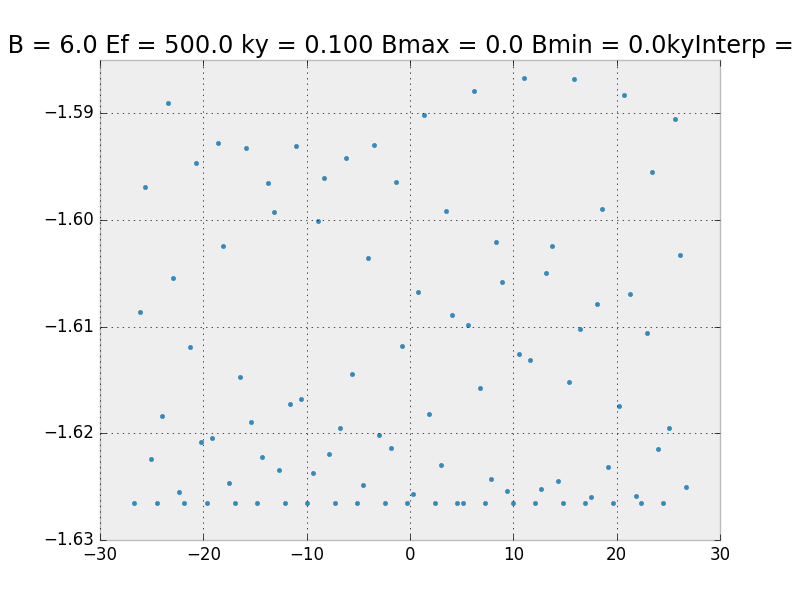 B = 6.0 Ef = 500.0 ky = 0.100 Bmax = 0.0 Bmin = 0.0kyInterp =
−1.59
−1.60
−1.61
−1.62
−1.63
−30 −20 −10 0 10 20 30